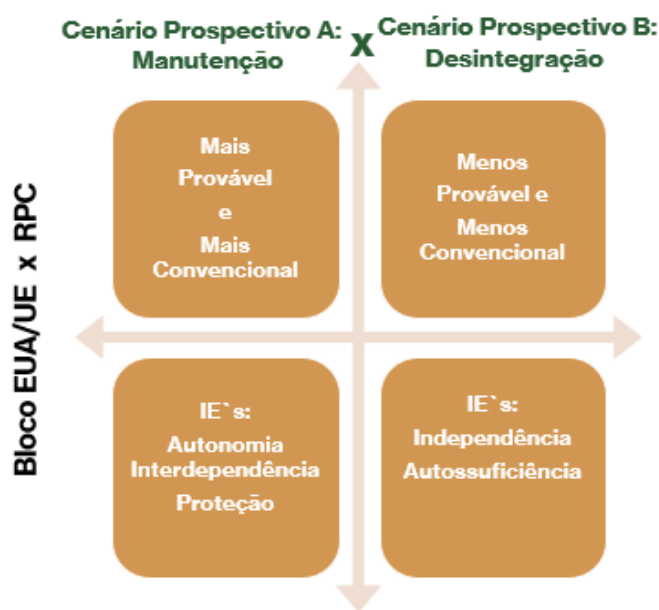 Cenário Prospectivo A:
Manutenção
x
Cenário Prospectivo B:
Desintegração
Bloco EUA/UE x RPC
Mais
Provável
e
Mais
Convencional
Menos
Provável e
Menos
Convencional
IE`s:
Autonomia
Interdependência
Proteção
IE`s:
Independência
Autossuficiência